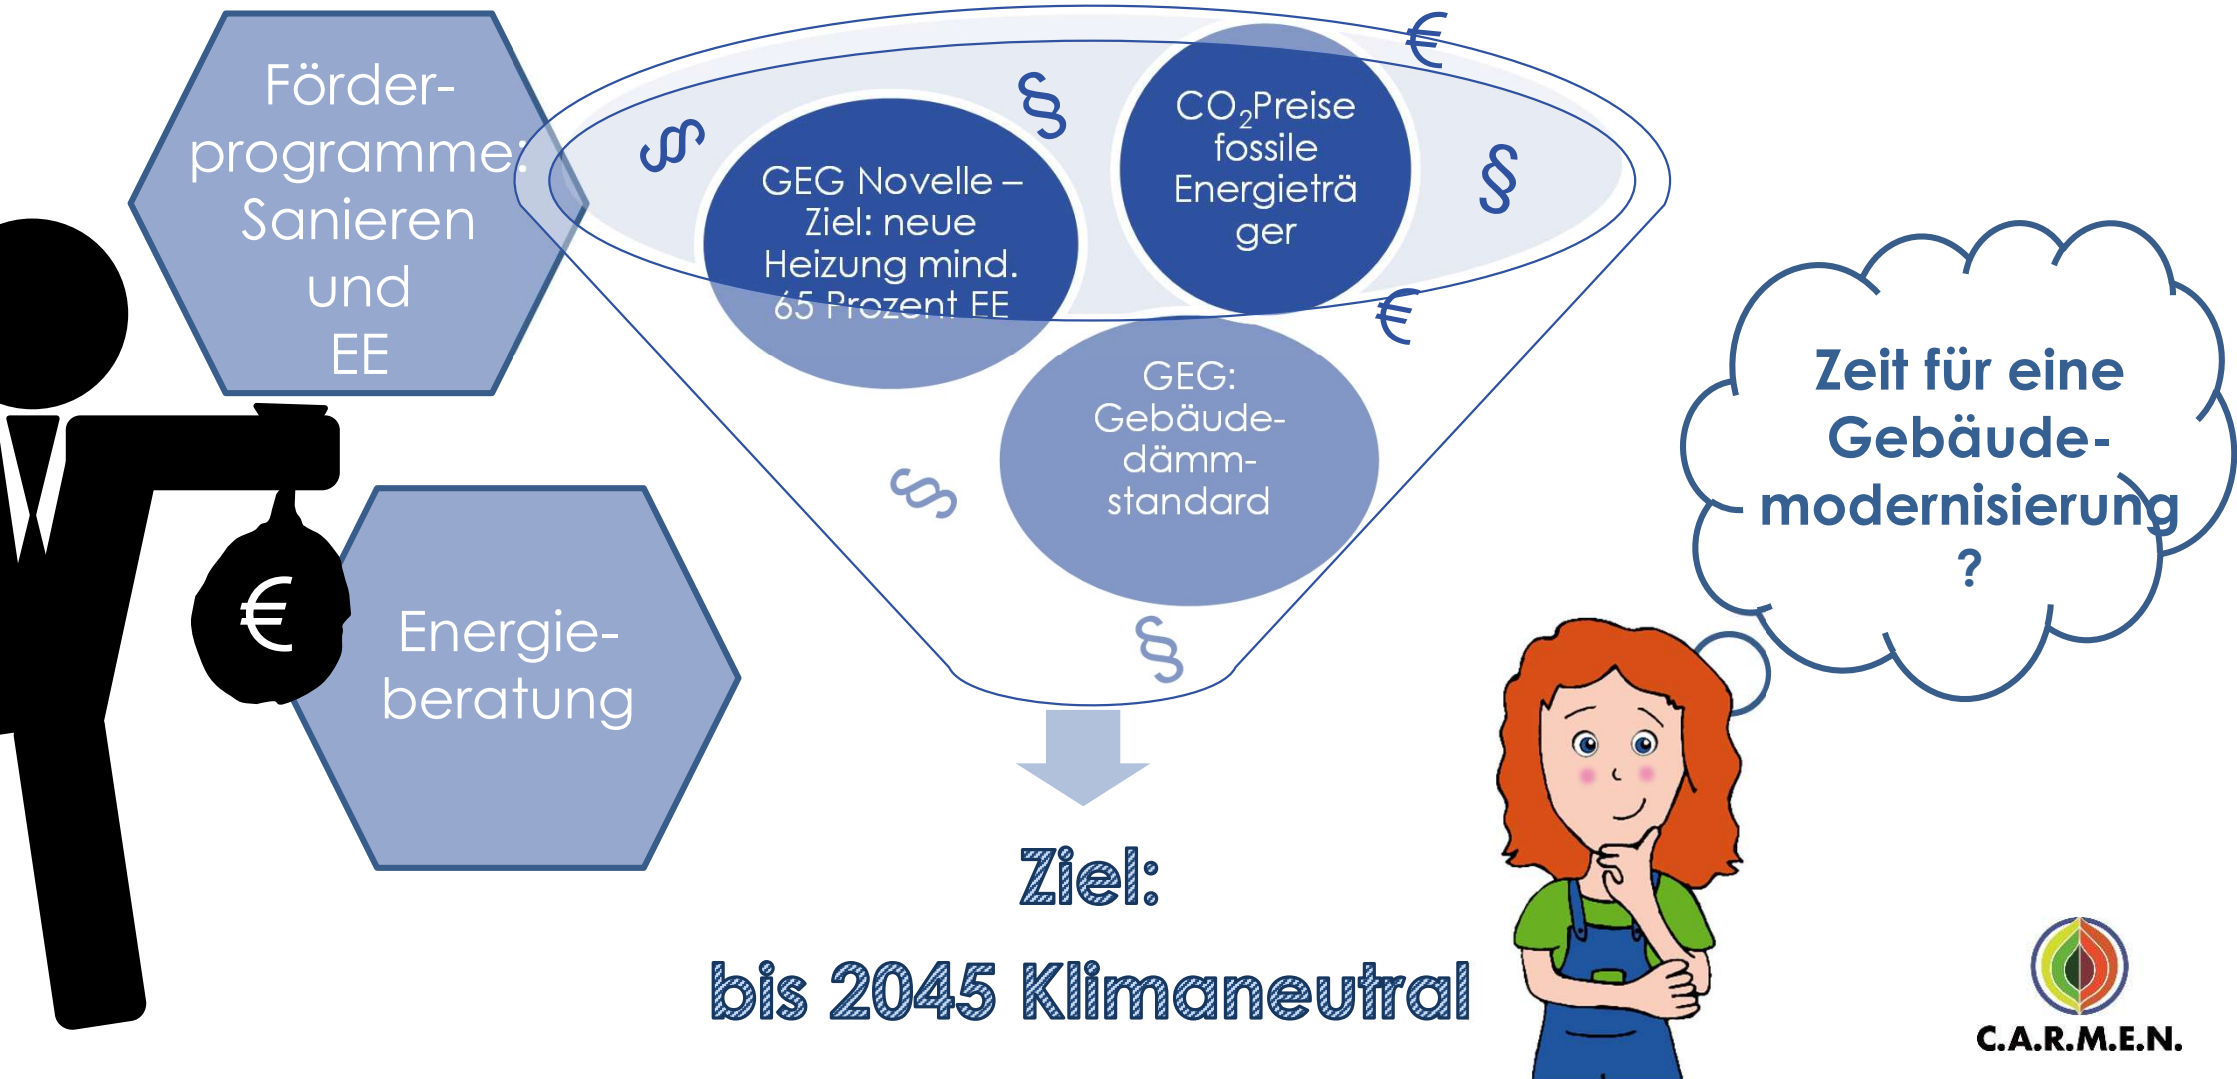 Förder-
programme:
Sanieren
und
EE
€
Energie-
beratung
§
§
€
§
€
§
§
GEG Novelle –
Ziel: neue
Heizung mind.
65 Prozent EE
CO₂Preise
fossile
Energieträ
ger
GEG:
Gebäude-
dämm-
standard
Ziel:
bis 2045 Klimaneutral
Zeit für eine
Gebäude-
modernisierung
?
C.A.R.M.E.N.